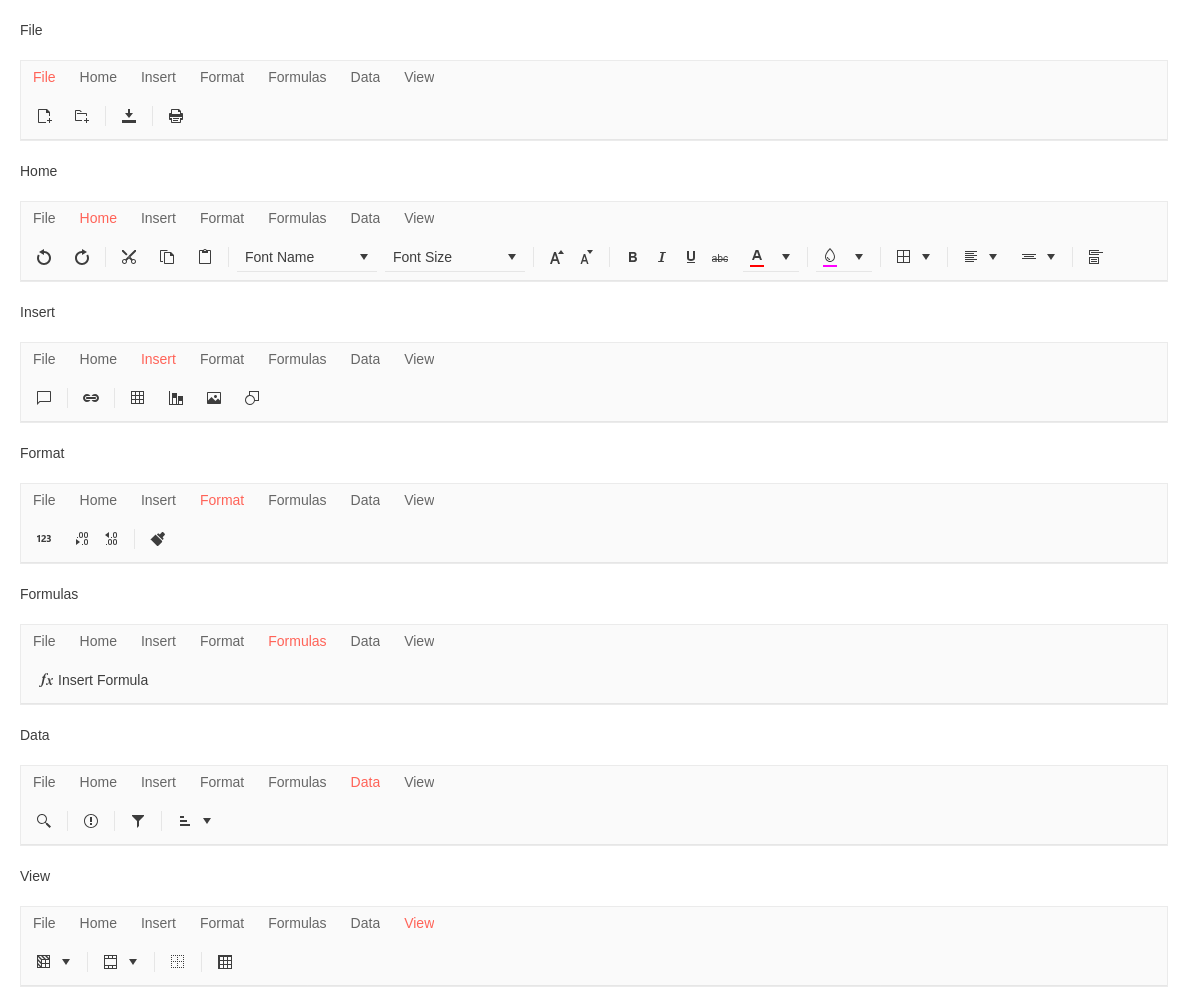 File
File Home Insert Format Formulas Data View
Home
File Home Insert Format Formulas Data View
Font Name Font Size A A B I U abc A
Insert
File Home Insert Format Formulas Data View
Format
File Home Insert Format Formulas Data View
123 .00 .0 .0 .00
Formulas
File Home Insert Format Formulas Data View
fx Insert Formula
Data
File Home Insert Format Formulas Data View
View
File Home Insert Format Formulas Data View